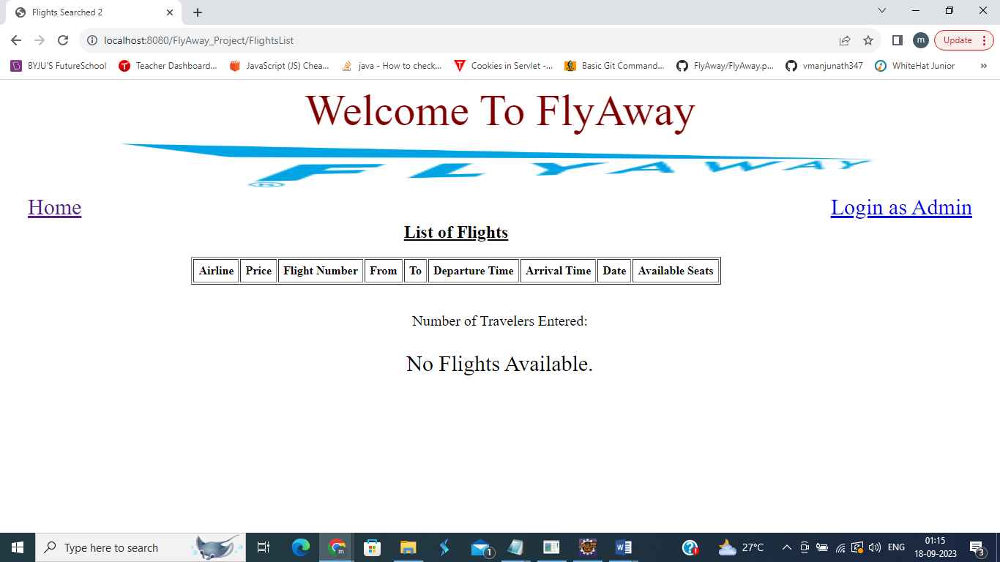 Flights Searched 2
localhost:8080/FlyAway_Project/FlightsList
m
Update
BYJU'S FutureSchool
Teacher Dashboard...
JavaScript (JS) Chea...
java - How to check...
Cookies in Servlet -...
Basic Git Command...
FlyAway/FlyAway.p...
vmanjunath347
WhiteHat Junior
»
Welcome To FlyAway
FLYAWAY
®
Home
Login as Admin
List of Flights
Airline Price Flight Number From To Departure Time Arrival Time Date Available Seats
Number of Travelers Entered:
No Flights Available.
Type here to search
m
1
27°C
ENG
01:15
18-09-2023
3